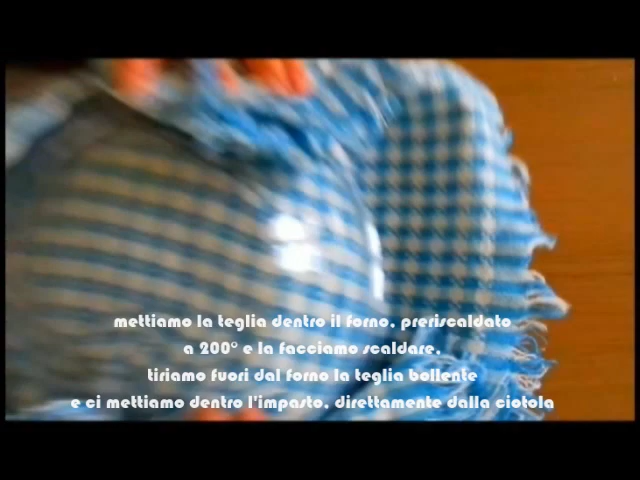 mettiamo la teglia dentro il forno, preriscaldato
a 200° e la facciamo scaldare.
tiriamo fuori dal forno la teglia bollente
e ci mettiamo dentro l'impasto, direttamente dalla ciotola